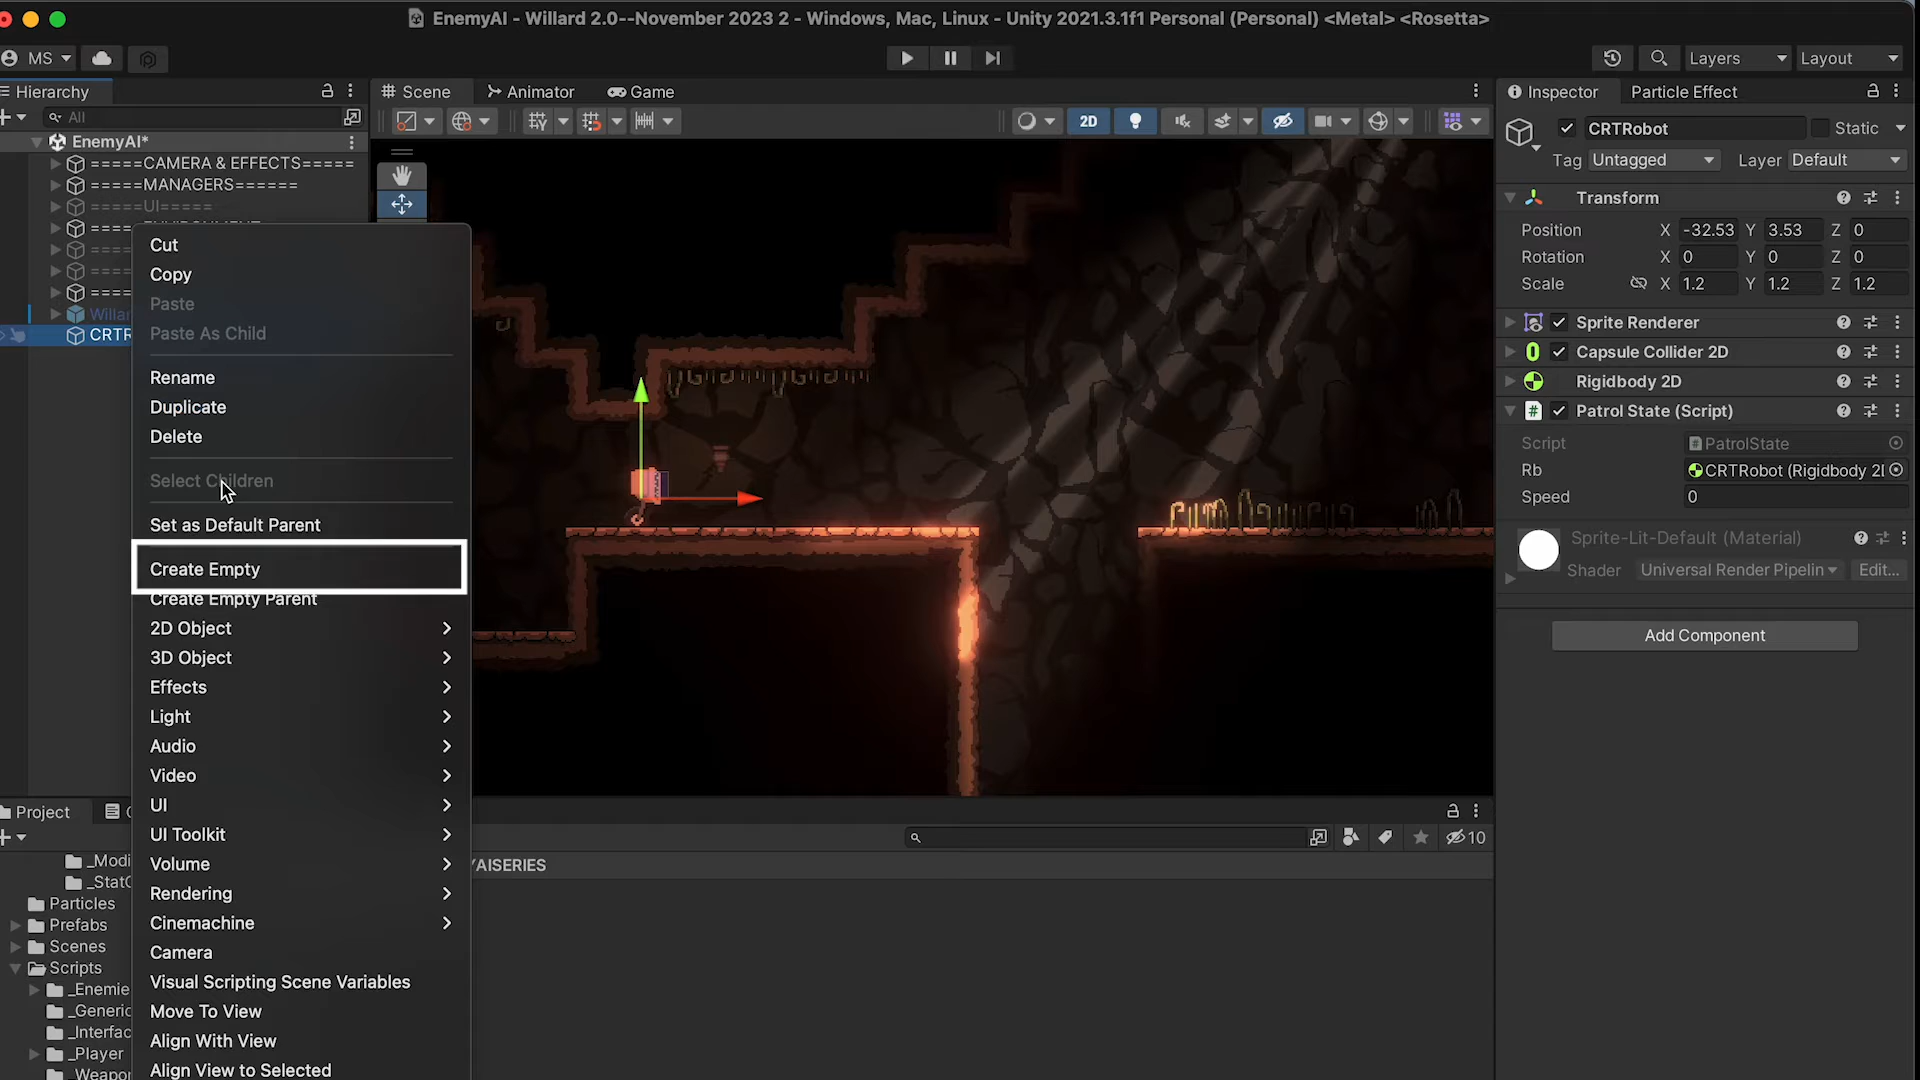 EnemyAI - Willard 2.0--November 2023 2 - Windows, Mac, Linux - Unity 2021.3.1f1 Personal (Personal) <Metal> <Rosetta>
MS
Layers
Layout
Hierarchy
Scene
Animator
Game
Inspector
Particle Effect
All
2D
EnemyAI*
=====CAMERA & EFFECTS=====
=====MANAGERS======
=====UI=====
CRTR
Cut
Copy
Paste
Paste As Child
Rename
Duplicate
Delete
Select Children
Set as Default Parent
Create Empty
Create Empty Parent
2D Object
3D Object
Effects
Light
Audio
Video
UI
UI Toolkit
Volume
Rendering
Cinemachine
Camera
Visual Scripting Scene Variables
Move To View
Align With View
Align View to Selected
CRTRobot
Static
Tag Untagged Layer Default
Transform
Position X -32.53 Y 3.53 Z 0
Rotation X 0 Y 0 Z 0
Scale X 1.2 Y 1.2 Z 1.2
Sprite Renderer
Capsule Collider 2D
Rigidbody 2D
# Patrol State (Script)
Script PatrolState
Rb CRTRobot (Rigidbody 2
Speed 0
Sprite-Lit-Default (Material)
Shader Universal Render Pipelin Edit...
Add Component
Project
10
AISERIES
_Modi
Particles
Prefabs
Scenes
Scripts
_Enemie
_Generic
_Interfac
_Player
_Weapon